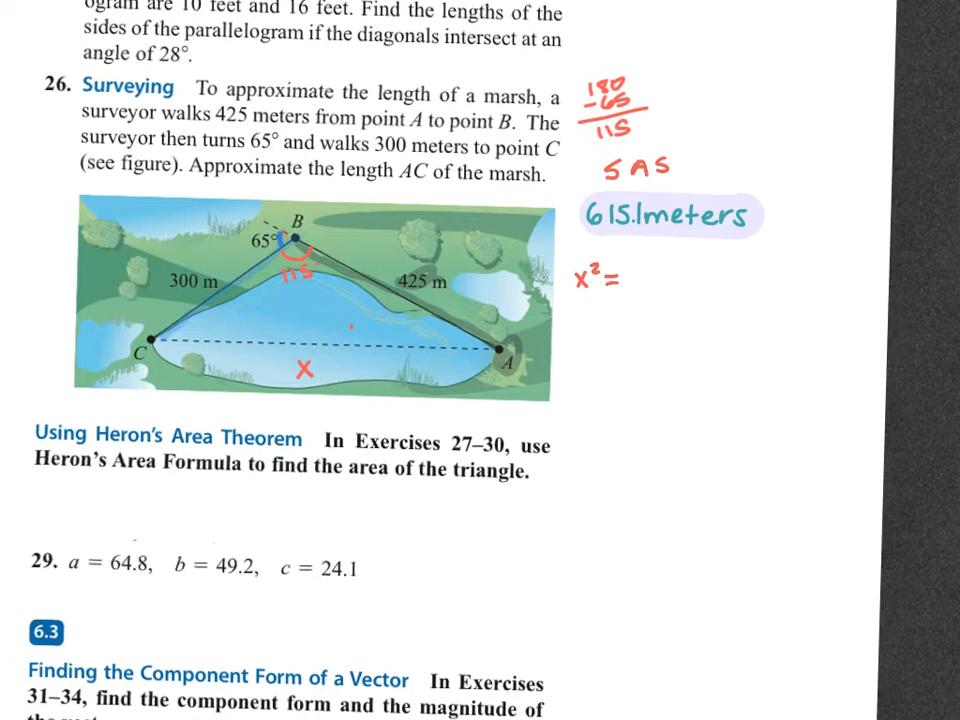 ogram are 10 feet and 16 feet. Find the lengths of the
sides of the parallelogram if the diagonals intersect at an
angle of 28°.
26. Surveying To approximate the length of a marsh, a
surveyor walks 425 meters from point A to point B. The
surveyor then turns 65° and walks 300 meters to point C
(see figure). Approximate the length AC of the marsh.
180
-65
115
SAS
615.1meters
x² =
B
65°
115°
300 m
425 m
C
A
x
Using Heron's Area Theorem In Exercises 27–30, use
Heron's Area Formula to find the area of the triangle.
29. a = 64.8, b = 49.2, c = 24.1
6.3
Finding the Component Form of a Vector In Exercises
31–34, find the component form and the magnitude of